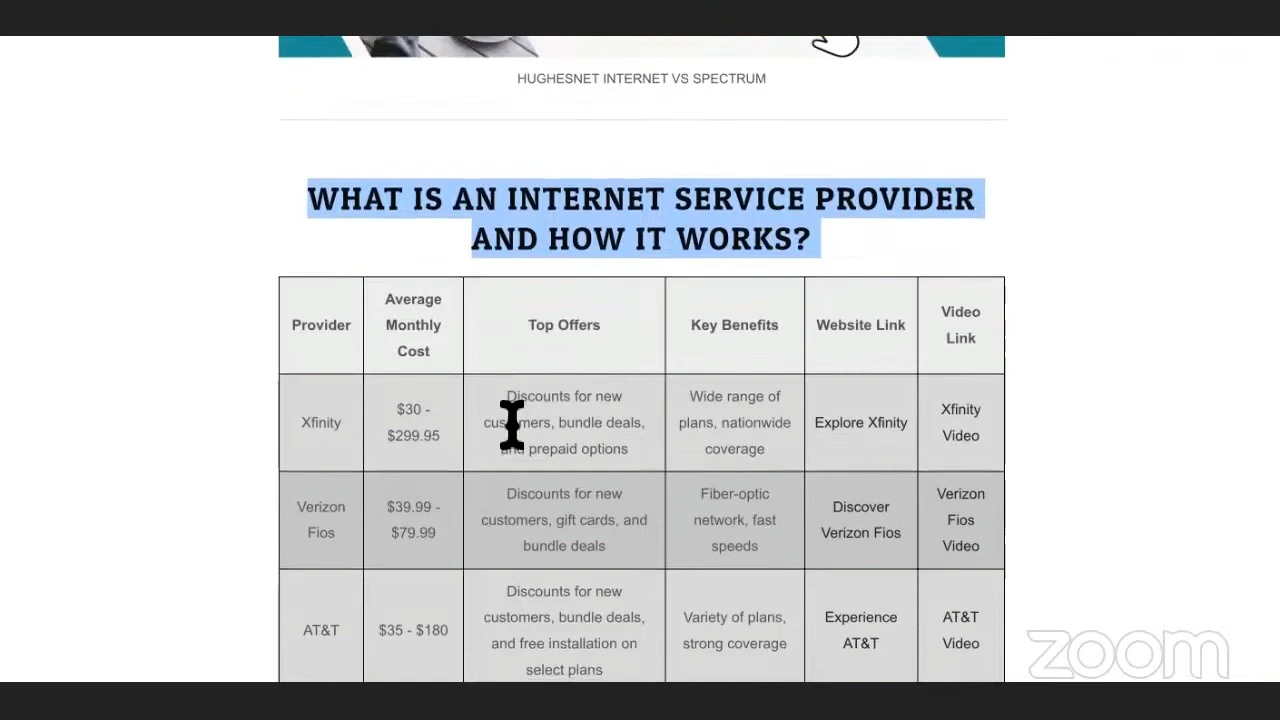 HUGHESNET INTERNET VS SPECTRUM
WHAT IS AN INTERNET SERVICE PROVIDER
AND HOW IT WORKS?
Provider
Average
Monthly
Cost
Top Offers
Key Benefits
Website Link
Video
Link
Xfinity
$30 -
$299.95
Discounts for new
customers, bundle deals,
and prepaid options
Wide range of
plans, nationwide
coverage
Explore Xfinity
Xfinity
Video
Verizon
Fios
$39.99 -
$79.99
Discounts for new
customers, gift cards, and
bundle deals
Fiber-optic
network, fast
speeds
Discover
Verizon Fios
Verizon
Fios
Video
AT&T
$35 - $180
Discounts for new
customers, bundle deals,
and free installation on
select plans
Variety of plans,
strong coverage
Experience
AT&T
AT&T
Video
zoom